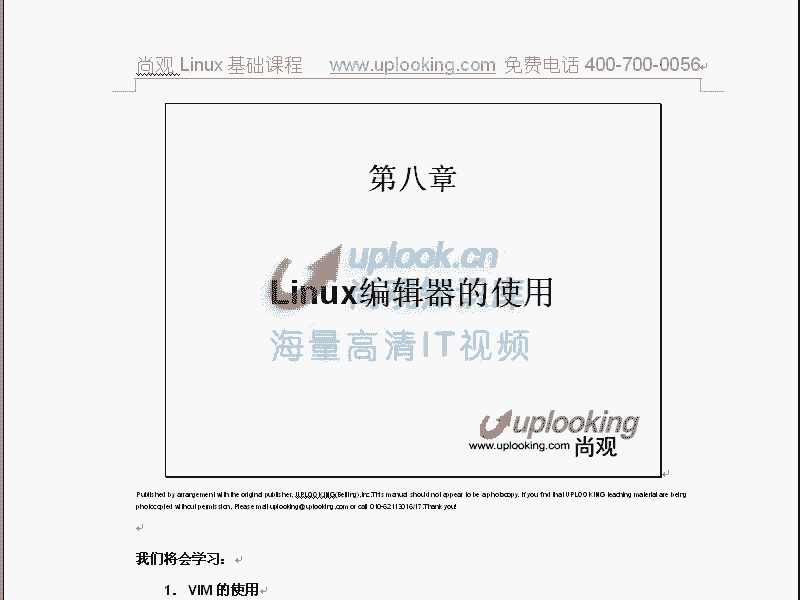 尚观 Linux 基础课程 www.uplooking.com 免费电话 400-700-0056
第八章
uplook.cn
Linux编辑器的使用
海量高清IT视频
uplooking
www.uplooking.com 尚观
Published by arrangement with the original publisher, UPLOOKING(Beijing),Inc.THis manual should not appear to be a photocopy. If you find that UPLOOKING teaching material are being
photocopied without permission. Please mail uplooking@uplooking.com or call 010-62113016/17.Thank you!
我们将会学习：
1. VIM 的使用